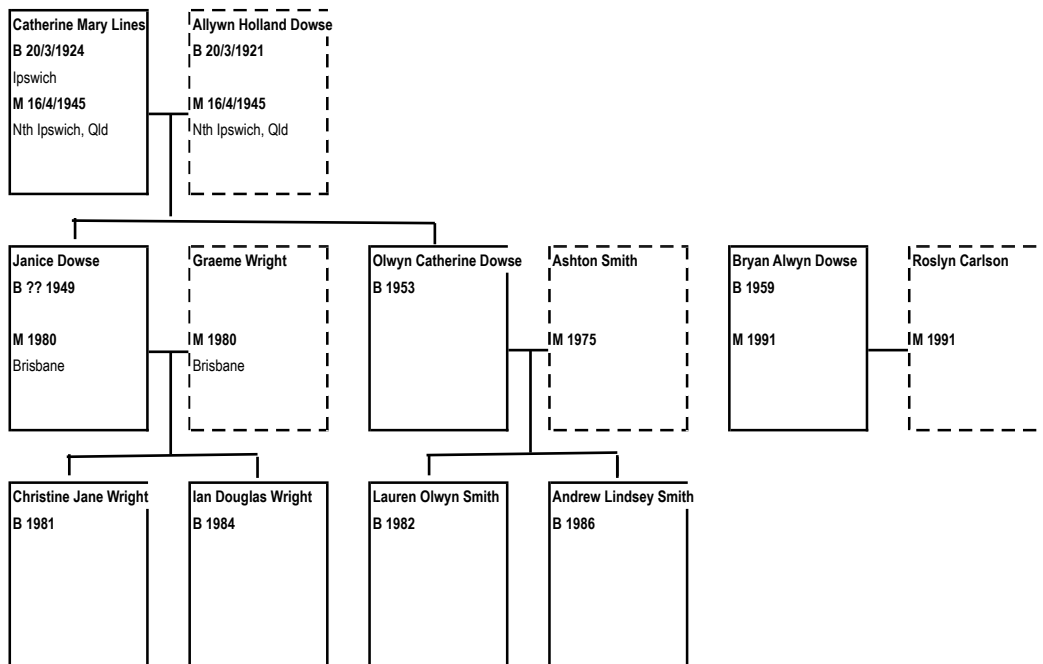 Catherine Mary Lines
B 20/3/1924
Ipswich
M 16/4/1945
Nth Ipswich, Qld
Allywn Holland Dowse
B 20/3/1921
M 16/4/1945
Nth Ipswich, Qld
Janice Dowse
B ?? 1949
M 1980
Brisbane
Graeme Wright
M 1980
Brisbane
Olwyn Catherine Dowse
B 1953
Ashton Smith
M 1975
Bryan Alwyn Dowse
B 1959
M 1991
Roslyn Carlson
M 1991
Christine Jane Wright
B 1981
Ian Douglas Wright
B 1984
Lauren Olwyn Smith
B 1982
Andrew Lindsey Smith
B 1986